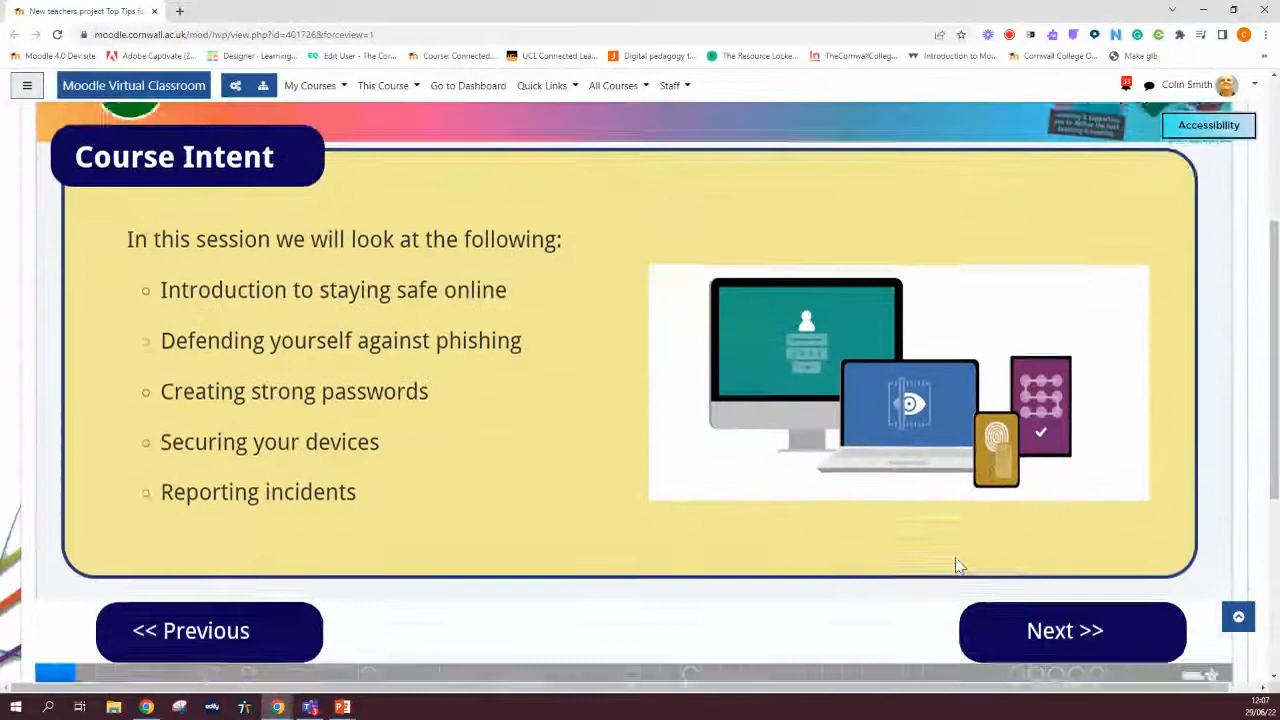 New teachers project Top Tips fo
moodle.cornwall.ac.uk/mod/hvp/view.php?id=401726&forceview=1
Moodle 4.0 Dev site
Adobe Captivate (2...
Designer - Learning...
Edit User - The Cor...
Course: Connected...
UCI Connected Lea...
Digital pedagogy t...
The Resource Locke...
TheCornwallColleg...
Introduction to Mo...
Cornwall College O...
Make glb
Moodle Virtual Classroom
My Courses
This Course
Go to Dashboard
Quick Links
All Courses
Staff
33
Colin Smith
Accessibility
Course Intent
In this session we will look at the following:
Introduction to staying safe online
Defending yourself against phishing
Creating strong passwords
Securing your devices
Reporting incidents
<< Previous
Next >>
12:07
29/06/22